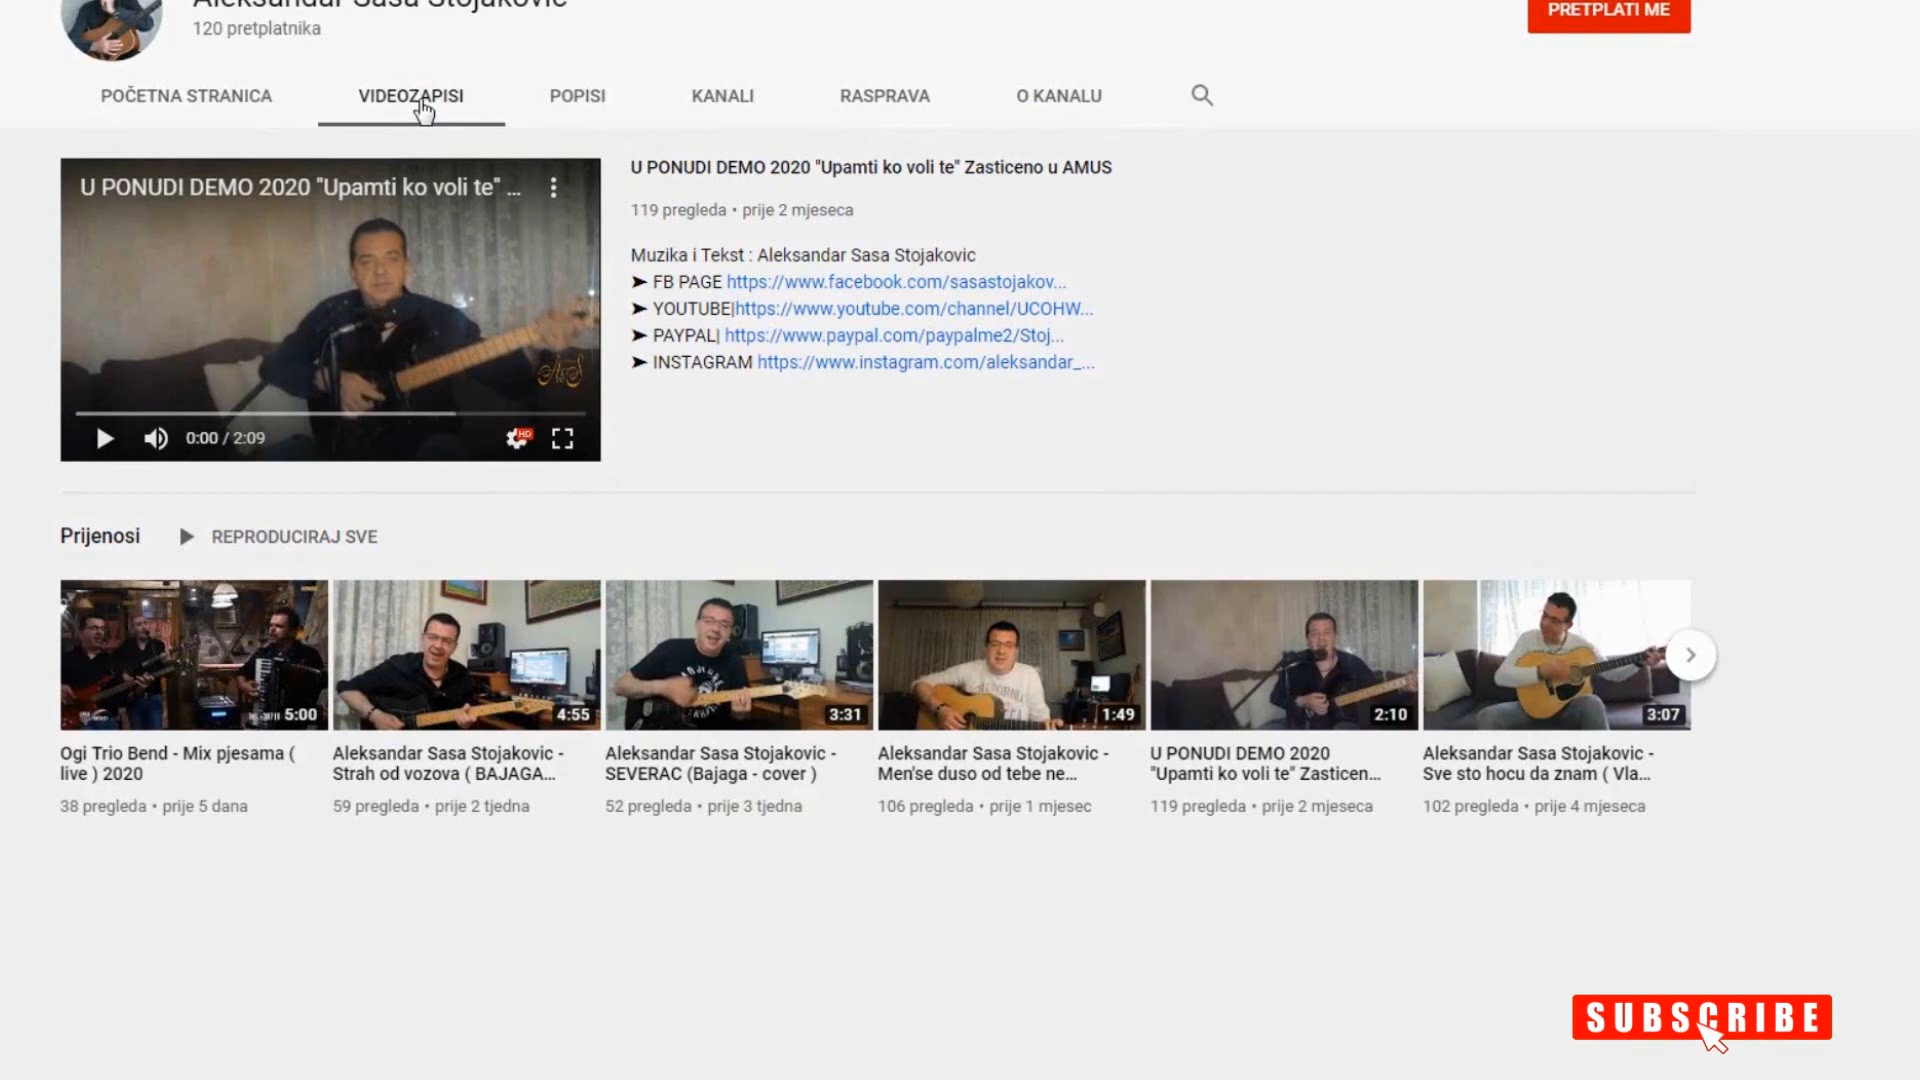 Aleksandar Sasa Stojakovic
120 pretplatnika
PRETPLATI ME
POČETNA STRANICA
VIDEOZAPISI
POPISI
KANALI
RASPRAVA
O KANALU
U PONUDI DEMO 2020 "Upamti ko voli te" ...
0:00 / 2:09
HD
U PONUDI DEMO 2020 "Upamti ko voli te" Zasticeno u AMUS
119 pregleda • prije 2 mjeseca
Muzika i Tekst : Aleksandar Sasa Stojakovic
➤ FB PAGE https://www.facebook.com/sasastojakov...
➤ YOUTUBE|https://www.youtube.com/channel/UCOHW...
➤ PAYPAL| https://www.paypal.com/paypalme2/Stoj...
➤ INSTAGRAM https://www.instagram.com/aleksandar_...
Prijenosi
REPRODUCIRAJ SVE
5:00
Ogi Trio Bend - Mix pjesama (
live ) 2020
38 pregleda • prije 5 dana
4:55
Aleksandar Sasa Stojakovic -
Strah od vozova ( BAJAGA...
59 pregleda • prije 2 tjedna
3:31
Aleksandar Sasa Stojakovic -
SEVERAC (Bajaga - cover )
52 pregleda • prije 3 tjedna
1:49
Aleksandar Sasa Stojakovic -
Men'se duso od tebe ne...
106 pregleda • prije 1 mjesec
2:10
U PONUDI DEMO 2020
"Upamti ko voli te" Zasticen...
119 pregleda • prije 2 mjeseca
3:07
Aleksandar Sasa Stojakovic -
Sve sto hocu da znam ( Vla...
102 pregleda • prije 4 mjeseca
SUBSCRIBE